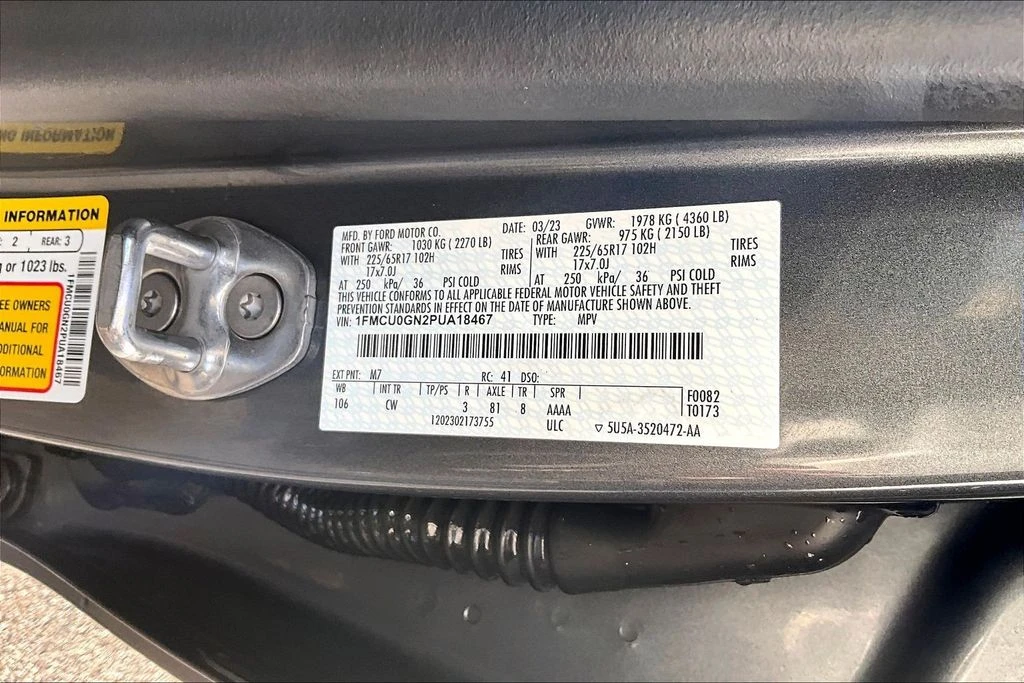 INFORMATION
2 REAR: 3
or 1023 lbs.
EE OWNERS
MANUAL FOR
ADDITIONAL
INFORMATION
1FMCU0GN2PUA18467
MFD. BY FORD MOTOR CO. DATE: 03/23 GVWR: 1978 KG ( 4360 LB)
FRONT GAWR: 1030 KG ( 2270 LB) REAR GAWR: 975 KG ( 2150 LB)
WITH 225/65R17 102H TIRES WITH 225/65R17 102H TIRES
17x7.0J RIMS 17x7.0J RIMS
AT 250 kPa/ 36 PSI COLD AT 250 kPa/ 36 PSI COLD
THIS VEHICLE CONFORMS TO ALL APPLICABLE FEDERAL MOTOR VEHICLE SAFETY AND THEFT
PREVENTION STANDARDS IN EFFECT ON THE DATE OF MANUFACTURE SHOWN ABOVE.
VIN: 1FMCU0GN2PUA18467 TYPE: MPV
EXT PNT: M7 RC: 41 DSO:
WB INT TR TP/PS R AXLE TR SPR F0082
106 CW 3 81 8 AAAA T0173
1202302173755 ULC ▽ 5U5A-3520472-AA